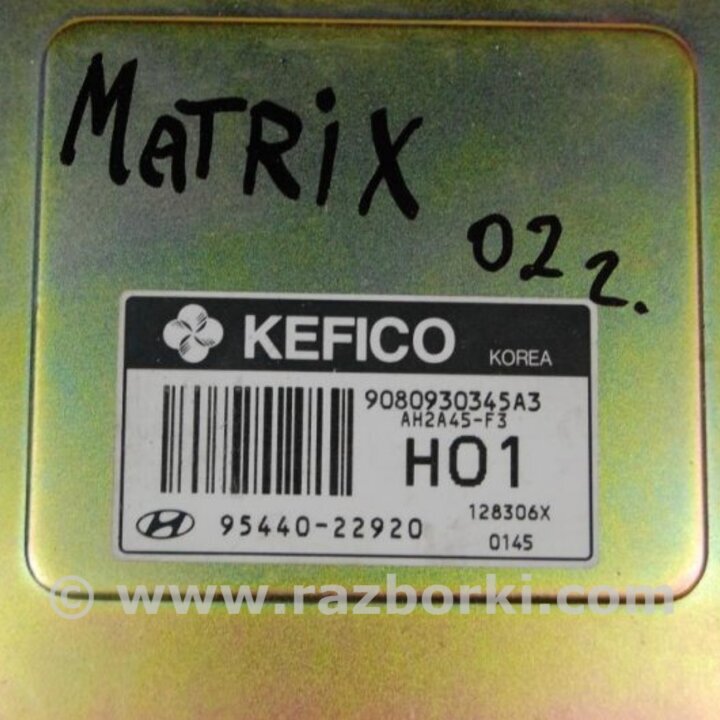 MATRiX
02 г.
KEFICO KOREA
9080930345A3
AH2A45-F3
H01
128306X
95440-22920
0145
© www.razborki.com